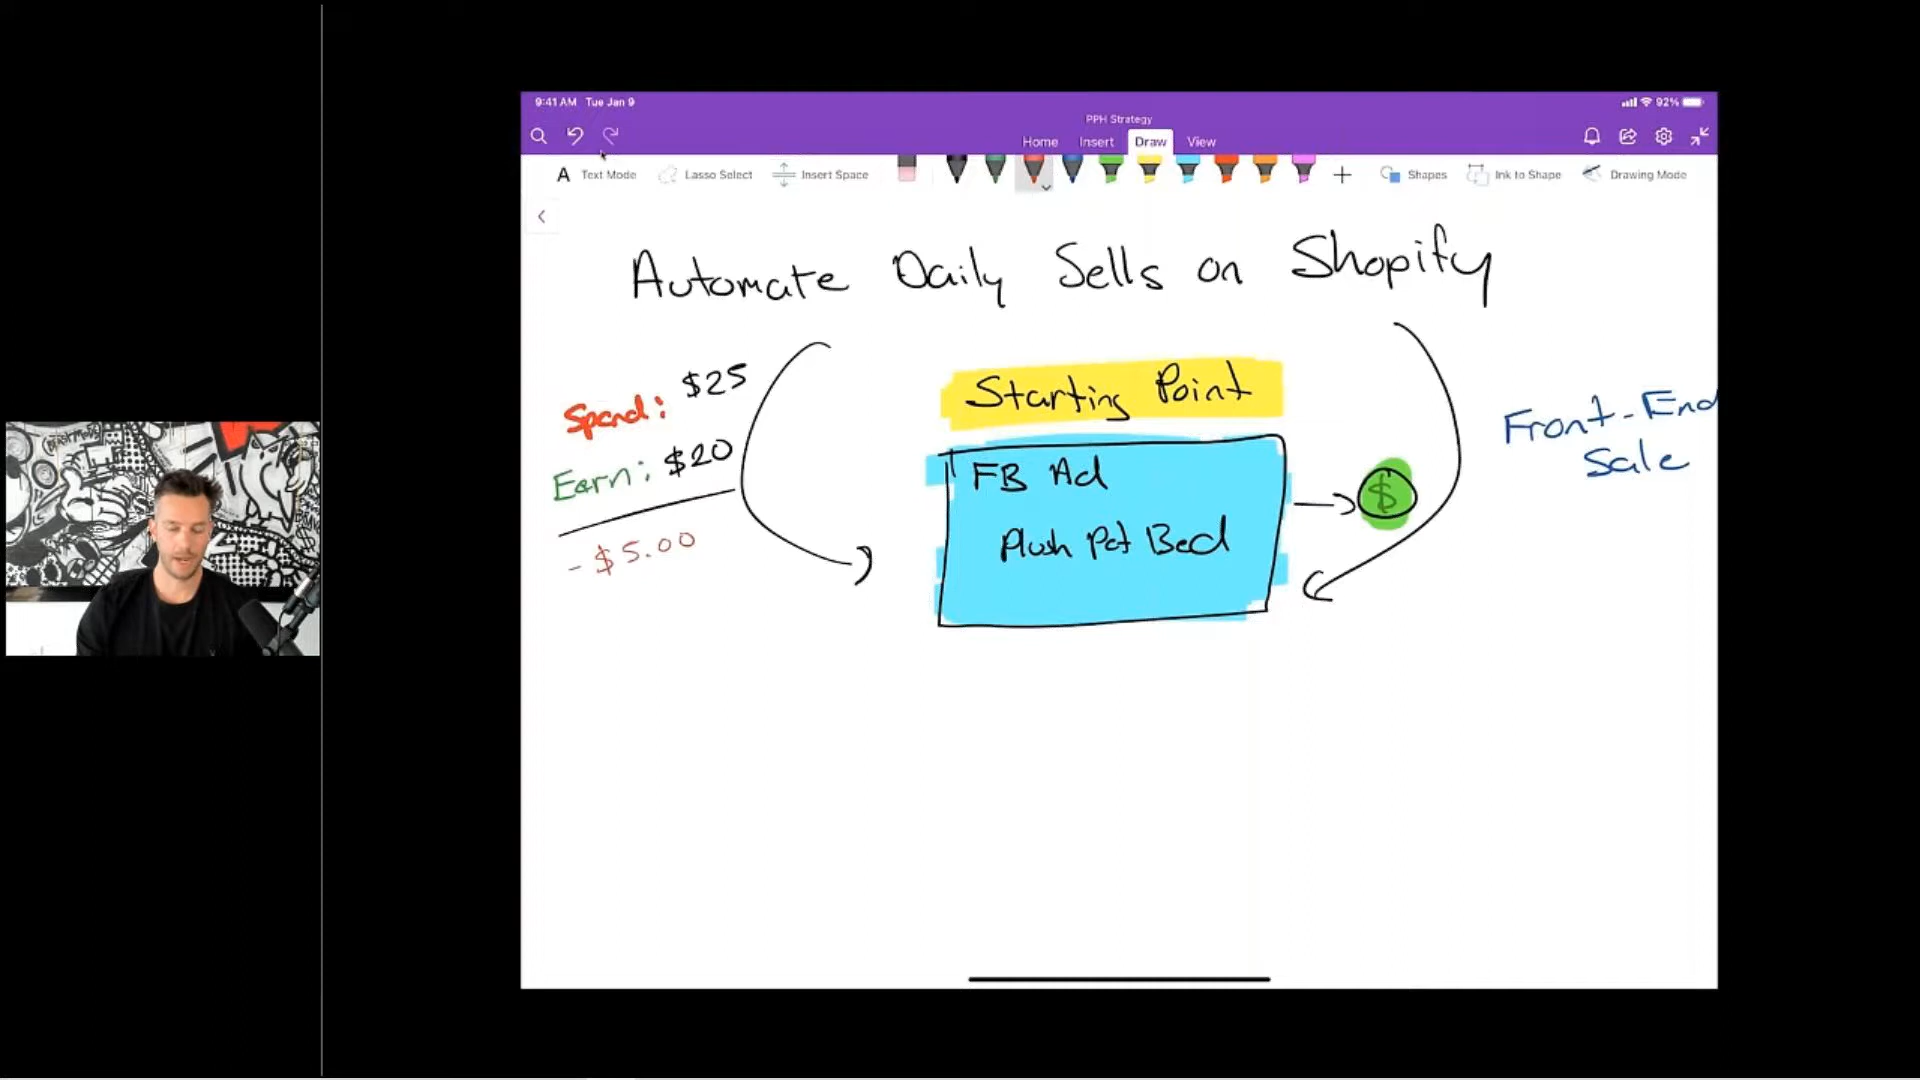 9:41 AM Tue Jan 9
92%
PPH Strategy
Home Insert Draw View
A Text Mode Lasso Select Insert Space
Shapes Ink to Shape Drawing Mode
Automate Daily Sells on Shopify
Spend: $25
Earn: $20
- $5.00
Starting Point
FB Ad
Plush Pet Bed
$
Front-End
Sale